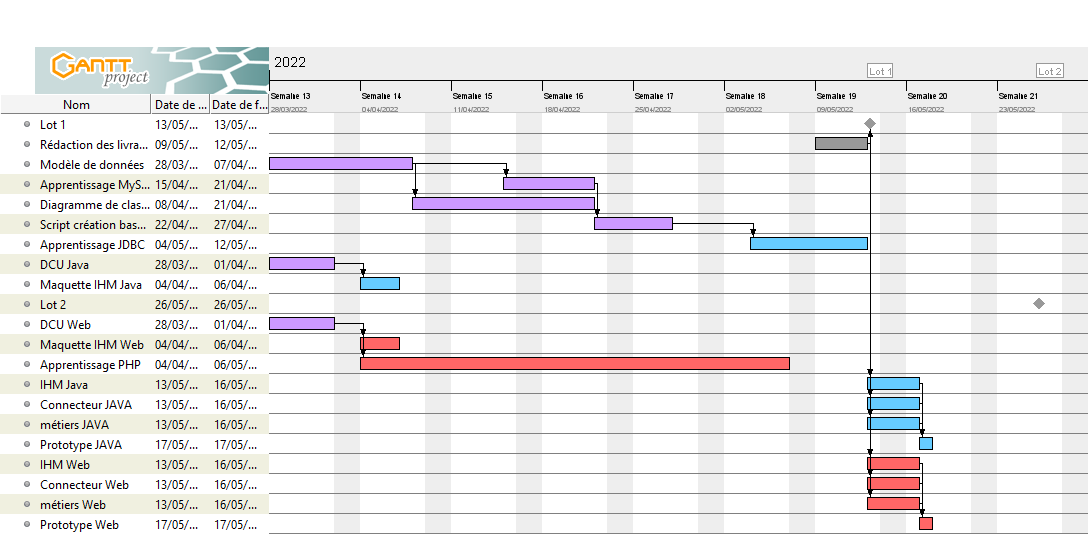 GANTT
project
2022
Lot 1
Lot 2
Nom Date de ... Date de f...
Semaine 13 Semaine 14 Semaine 15 Semaine 16 Semaine 17 Semaine 18 Semaine 19 Semaine 20 Semaine 21
28/03/2022 04/04/2022 11/04/2022 18/04/2022 25/04/2022 02/05/2022 09/05/2022 16/05/2022 23/05/2022
Lot 1 13/05/... 13/05/...
Rédaction des livra... 09/05/... 12/05/...
Modèle de données 28/03/... 07/04/...
Apprentissage MyS... 15/04/... 21/04/...
Diagramme de clas... 08/04/... 21/04/...
Script création bas... 22/04/... 27/04/...
Apprentissage JDBC 04/05/... 12/05/...
DCU Java 28/03/... 01/04/...
Maquette IHM Java 04/04/... 06/04/...
Lot 2 26/05/... 26/05/...
DCU Web 28/03/... 01/04/...
Maquette IHM Web 04/04/... 06/04/...
Apprentissage PHP 04/04/... 06/05/...
IHM Java 13/05/... 16/05/...
Connecteur JAVA 13/05/... 16/05/...
métiers JAVA 13/05/... 16/05/...
Prototype JAVA 17/05/... 17/05/...
IHM Web 13/05/... 16/05/...
Connecteur Web 13/05/... 16/05/...
métiers Web 13/05/... 16/05/...
Prototype Web 17/05/... 17/05/...